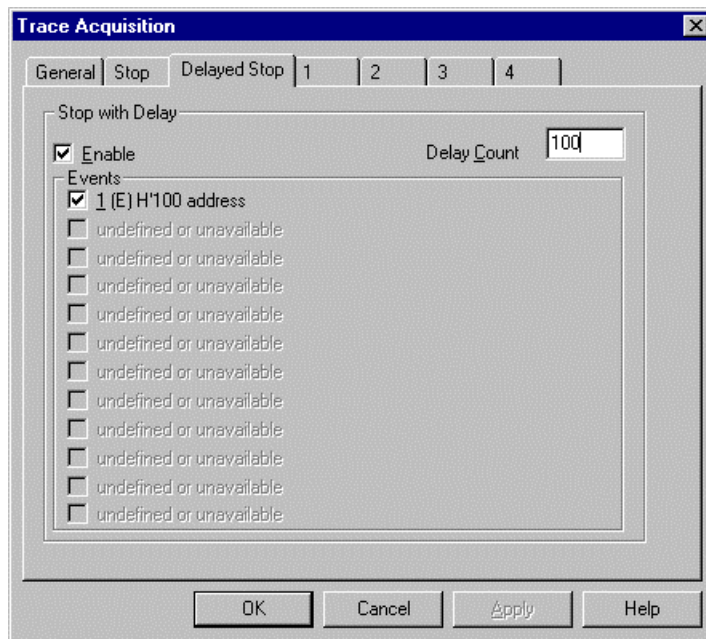 Trace Acquisition
General Stop Delayed Stop 1 2 3 4
Stop with Delay
Enable Delay Count 100
Events
1 (E) H'100 address
undefined or unavailable
undefined or unavailable
undefined or unavailable
undefined or unavailable
undefined or unavailable
undefined or unavailable
undefined or unavailable
undefined or unavailable
undefined or unavailable
undefined or unavailable
undefined or unavailable
OK Cancel Apply Help